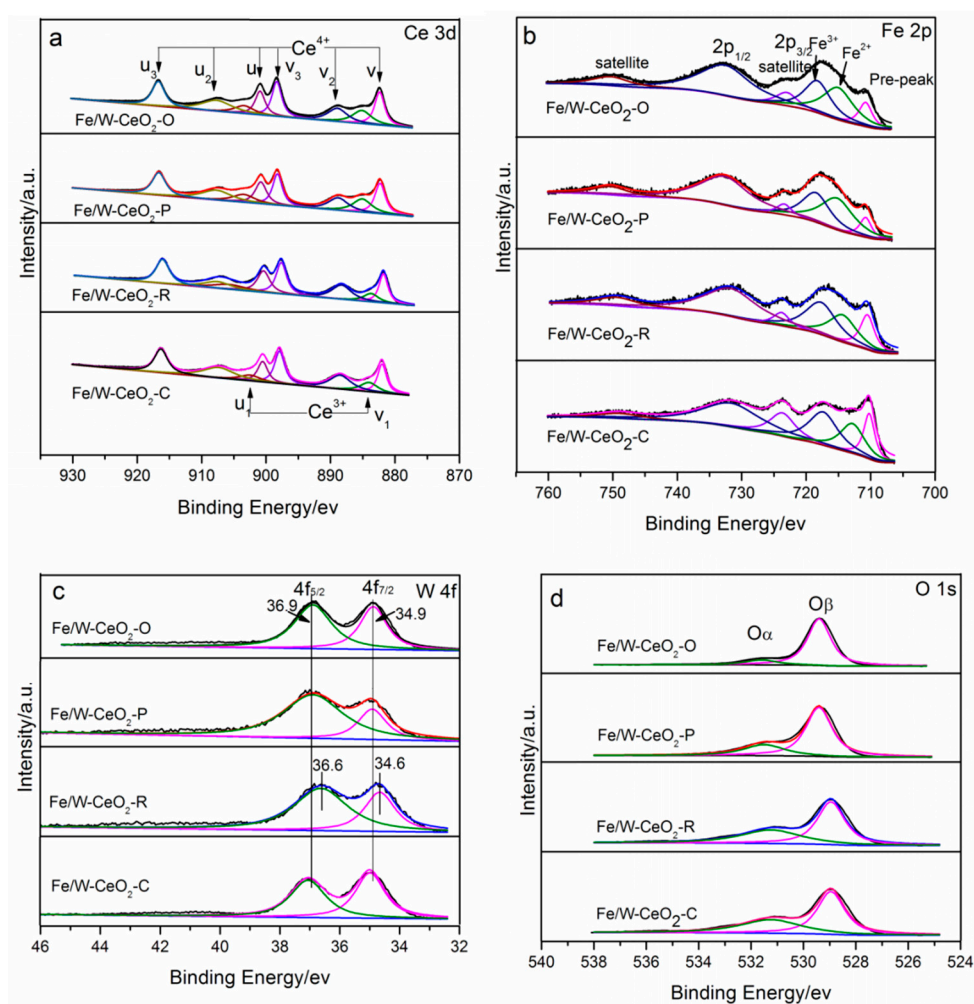 a
Ce 3d
Ce4+
u3
u2
u
v3
v2
v
Fe/W-CeO2-O
Fe/W-CeO2-P
Fe/W-CeO2-R
Fe/W-CeO2-C
u1
Ce3+
v1
Intensity/a.u.
930 920 910 900 890 880 870
Binding Energy/ev
b
Fe 2p
satellite
2p1/2
2p3/2
satellite
Fe3+
Fe2+
Pre-peak
Fe/W-CeO2-O
Fe/W-CeO2-P
Fe/W-CeO2-R
Fe/W-CeO2-C
Intensity/a.u.
760 750 740 730 720 710 700
Binding Energy/ev
c
W 4f
4f5/2
4f7/2
36.9
34.9
Fe/W-CeO2-O
Fe/W-CeO2-P
36.6
34.6
Fe/W-CeO2-R
Fe/W-CeO2-C
Intensity/a.u.
46 44 42 40 38 36 34 32
Binding Energy/ev
d
O 1s
Oα
Oβ
Fe/W-CeO2-O
Fe/W-CeO2-P
Fe/W-CeO2-R
Fe/W-CeO2-C
Intensity/a.u.
540 538 536 534 532 530 528 526 524
Binding Energy/ev